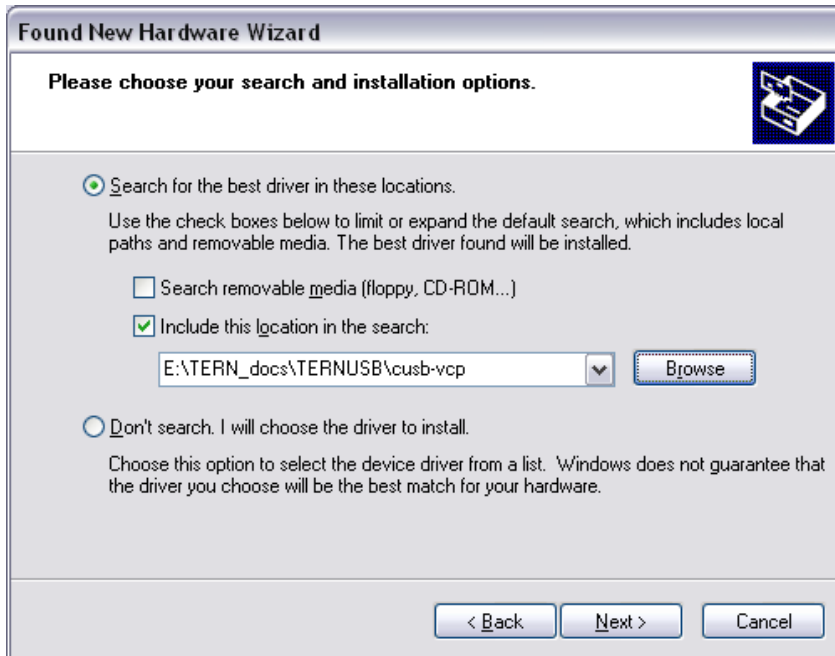 Found New Hardware Wizard
Please choose your search and installation options.
Search for the best driver in these locations.
Use the check boxes below to limit or expand the default search, which includes local
paths and removable media. The best driver found will be installed.
Search removable media (floppy, CD-ROM...)
Include this location in the search:
E:\TERN_docs\TERNUSB\cusb-vcp
Browse
Don't search. I will choose the driver to install.
Choose this option to select the device driver from a list. Windows does not guarantee that
the driver you choose will be the best match for your hardware.
< Back
Next >
Cancel